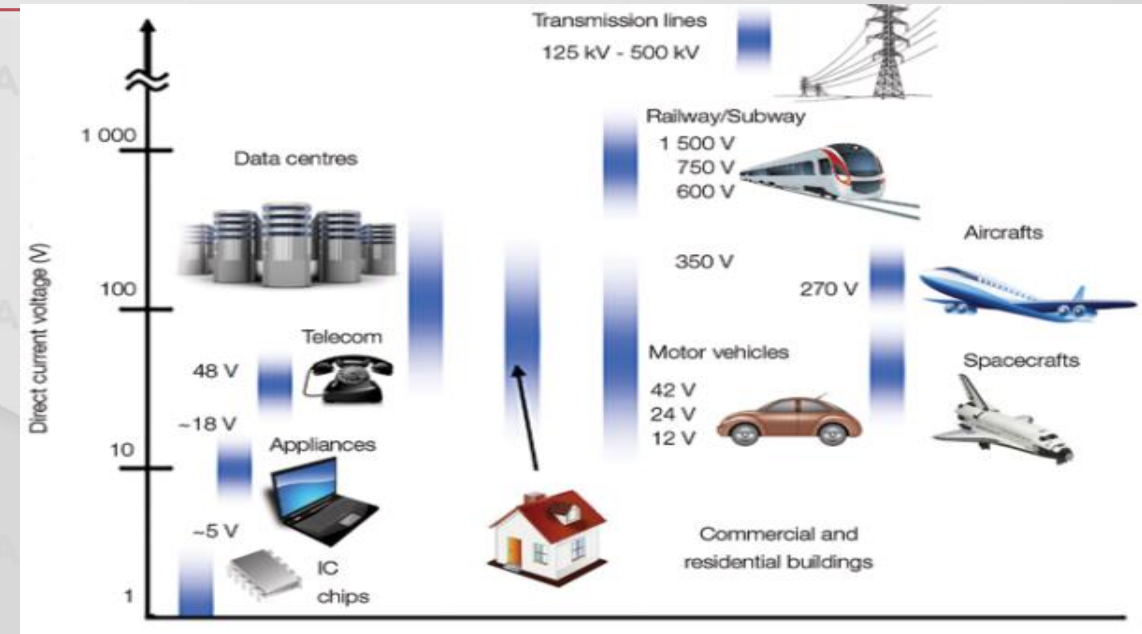 Transmission lines
125 kV - 500 kV
Railway/Subway
1 500 V
750 V
600 V
1 000
Data centres
Aircrafts
350 V
270 V
100
Direct current voltage (V)
Telecom
48 V
Motor vehicles
42 V
24 V
12 V
Spacecrafts
~18 V
Appliances
10
~5 V
IC
chips
Commercial and
residential buildings
1